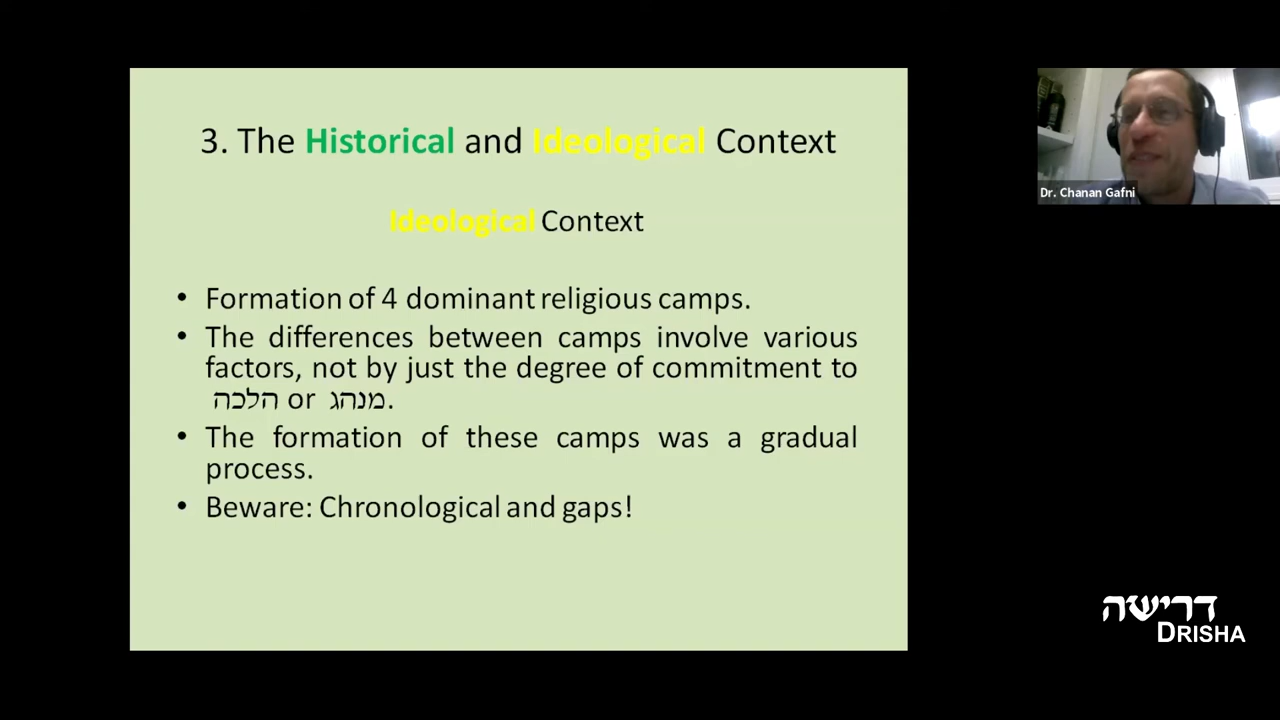 3. The Historical and Ideological Context
Ideological Context
• Formation of 4 dominant religious camps.
• The differences between camps involve various
factors, not by just the degree of commitment to
הלכה or מנהג.
• The formation of these camps was a gradual
process.
• Beware: Chronological and gaps!
Dr. Chanan Gafni
דרישה
DRISHA